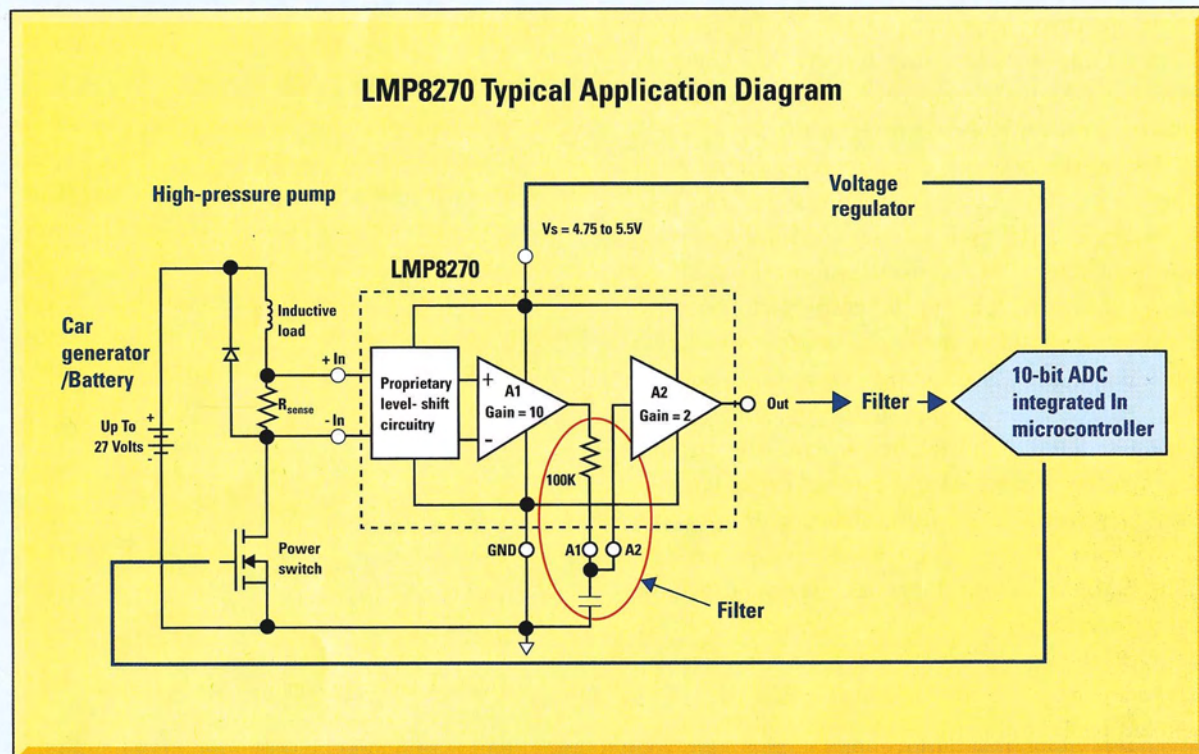 LMP8270 Typical Application Diagram
High-pressure pump
Voltage
regulator
Vs = 4.75 to 5.5V
LMP8270
Inductive
load
Car
generator
/Battery
+ In
Proprietary
level- shift
circuitry
+
A1
Gain = 10
-
A2
Gain = 2
Out
Filter
10-bit ADC
integrated In
microcontroller
Rsense
- In
+
Up To
27 Volts
-
100K
Power
switch
GND
A1
A2
Filter